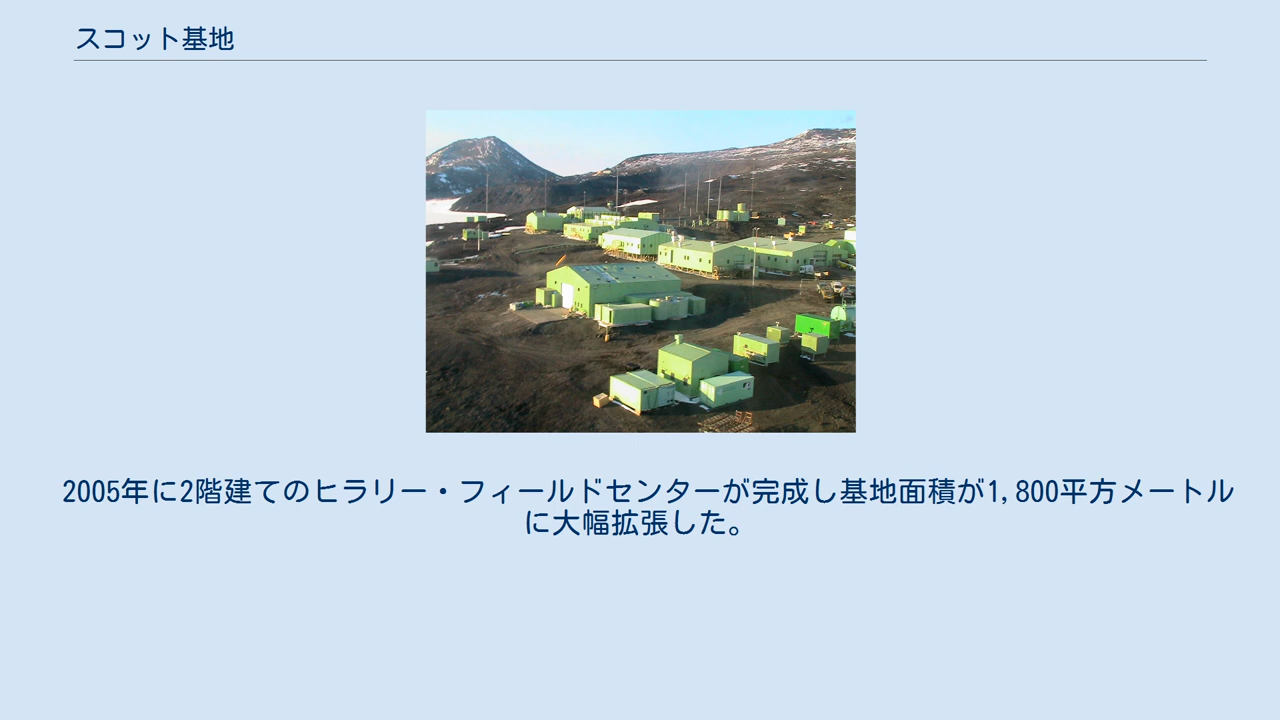 スコット基地
2005年に2階建てのヒラリー・フィールドセンターが完成し基地面積が1,800平方メートル
に大幅拡張した。